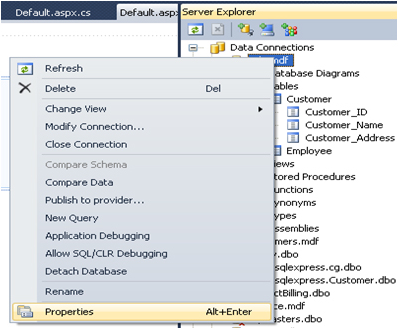 Default.aspx.cs
Default.aspx
Server Explorer
Data Connections
.mdf
Database Diagrams
ables
Customer
Customer_ID
Customer_Name
Customer_Address
Employee
iews
tored Procedures
unctions
ynonyms
ypes
ssemblies
mers.mdf
y.dbo
sqlexpress.cg.dbo
sqlexpress.Customer.dbo
ctBilling.dbo
ce.mdf
masters.dbo
Refresh
Delete Del
Change View
Modify Connection...
Close Connection
Compare Schema
Compare Data
Publish to provider...
New Query
Application Debugging
Allow SQL/CLR Debugging
Detach Database
Rename
Properties Alt+Enter